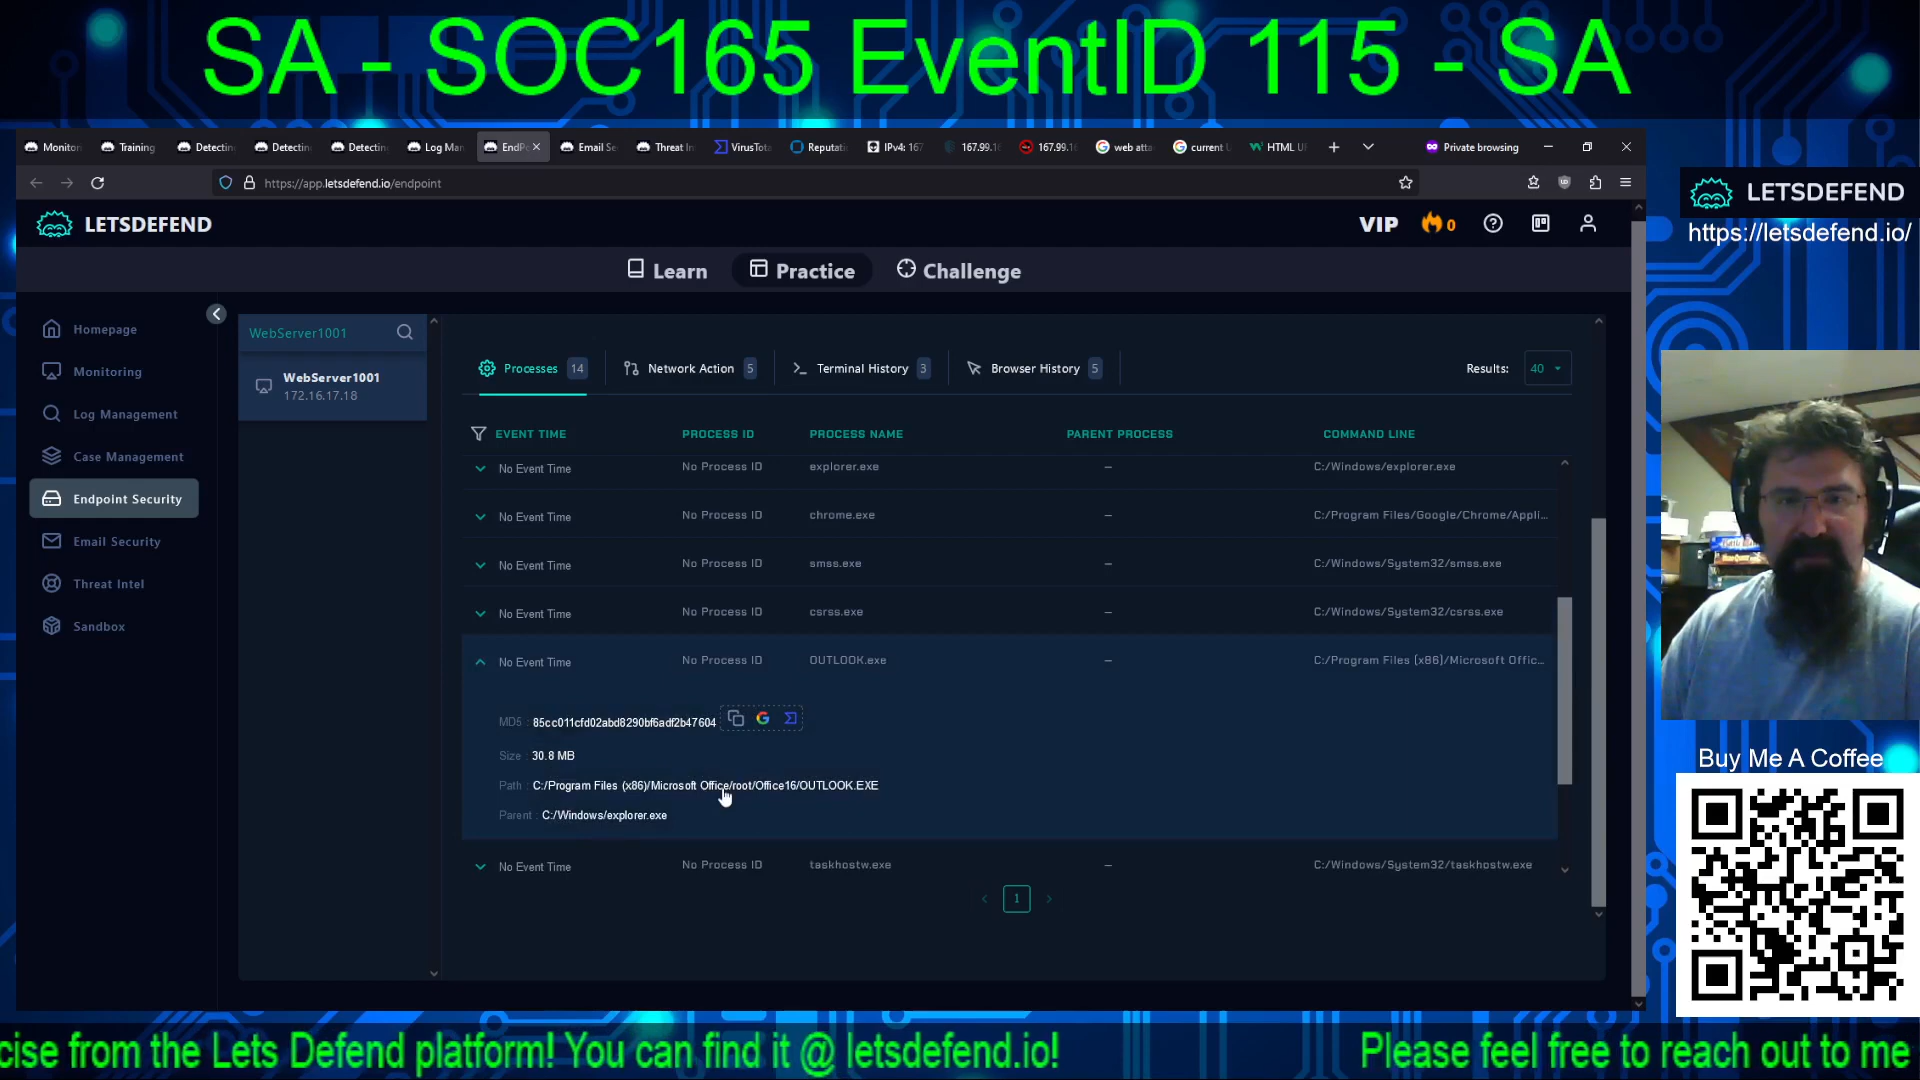 SA - SOC165 EventID 115 - SA
Monitor
Training
Detecting
Detecting
Detecting
Log Man
EndPo
Email Se
Threat In
VirusTota
Reputati
IPv4: 167
167.99.1
167.99.1
web atta
current U
HTML UR
Private browsing
https://app.letsdefend.io/endpoint
LETSDEFEND
VIP
0
Learn
Practice
Challenge
Homepage
Monitoring
Log Management
Case Management
Endpoint Security
Email Security
Threat Intel
Sandbox
WebServer1001
WebServer1001
172.16.17.18
Processes 14
Network Action 5
Terminal History 3
Browser History 5
Results: 40
EVENT TIME PROCESS ID PROCESS NAME PARENT PROCESS COMMAND LINE
No Event Time No Process ID explorer.exe – C:/Windows/explorer.exe
No Event Time No Process ID chrome.exe – C:/Program Files/Google/Chrome/Appli...
No Event Time No Process ID smss.exe – C:/Windows/System32/smss.exe
No Event Time No Process ID csrss.exe – C:/Windows/System32/csrss.exe
No Event Time No Process ID OUTLOOK.exe – C:/Program Files (x86)/Microsoft Offic...
MD5 : 85cc011cfd02abd8290bf6adf2b47604
Size : 30.8 MB
Path : C:/Program Files (x86)/Microsoft Office/root/Office16/OUTLOOK.EXE
Parent : C:/Windows/explorer.exe
No Event Time No Process ID taskhostw.exe – C:/Windows/System32/taskhostw.exe
1
LETSDEFEND
https://letsdefend.io/
Buy Me A Coffee
cise from the Lets Defend platform! You can find it @ letsdefend.io!
Please feel free to reach out to me